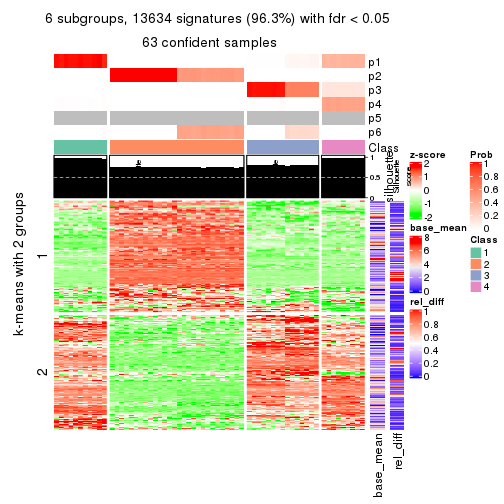 6 subgroups, 13634 signatures (96.3%) with fdr < 0.05
63 confident samples
p1
p2
p3
p4
p5
p6
Class
silhouette
Silhouette
score
1
0.5
0
k-means with 2 groups
1
2
base_mean
rel_diff
z-score
2
1
0
-1
-2
base_mean
8
6
4
2
0
rel_diff
1
0.8
0.6
0.4
0.2
0
Prob
1
0.8
0.6
0.4
0.2
0
Class
1
2
3
4